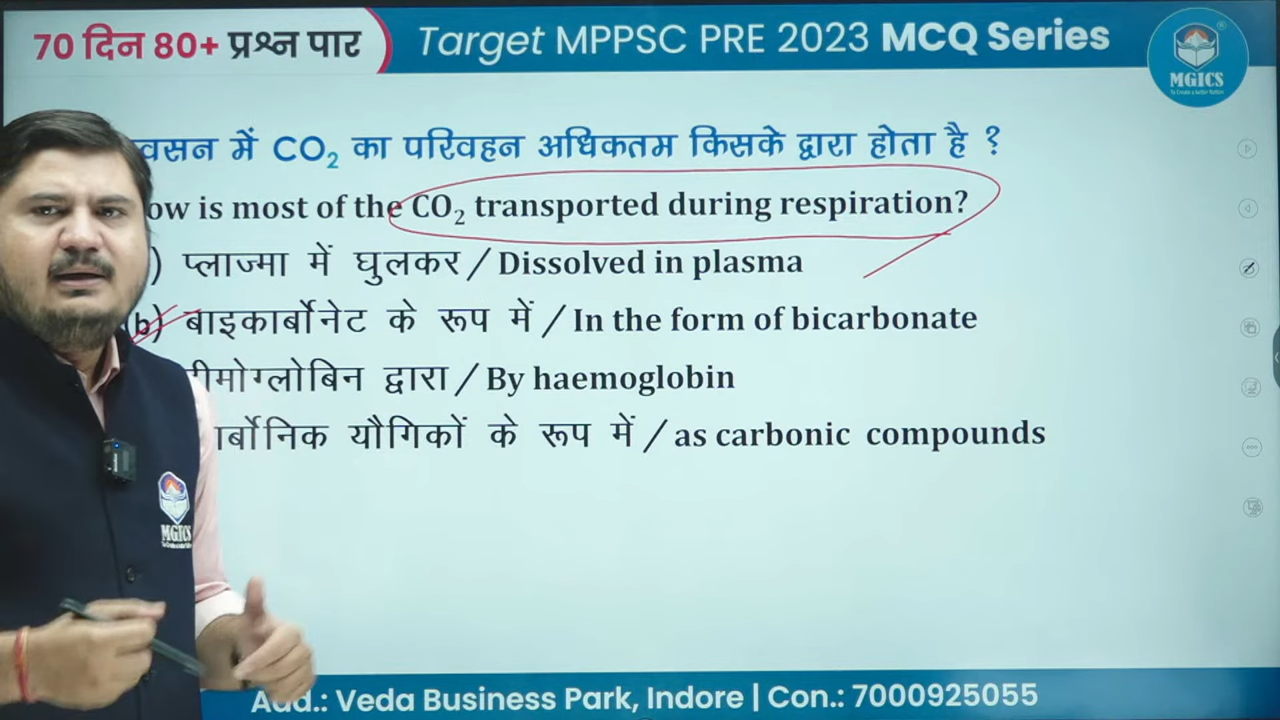 70 दिन 80+ प्रश्न पार
Target MPPSC PRE 2023 MCQ Series
MGICS
में CO₂ का परिवहन अधिकतम किसके द्वारा होता है ?
is most of the CO₂ transported during respiration?
) प्लाज्मा में घुलकर / Dissolved in plasma
(b) बाइकार्बोनेट के रूप में / In the form of bicarbonate
द्वारा / By haemoglobin
यौगिकों के रूप में / as carbonic compounds
MGICS
Add.: Veda Business Park, Indore | Con.: 7000925055